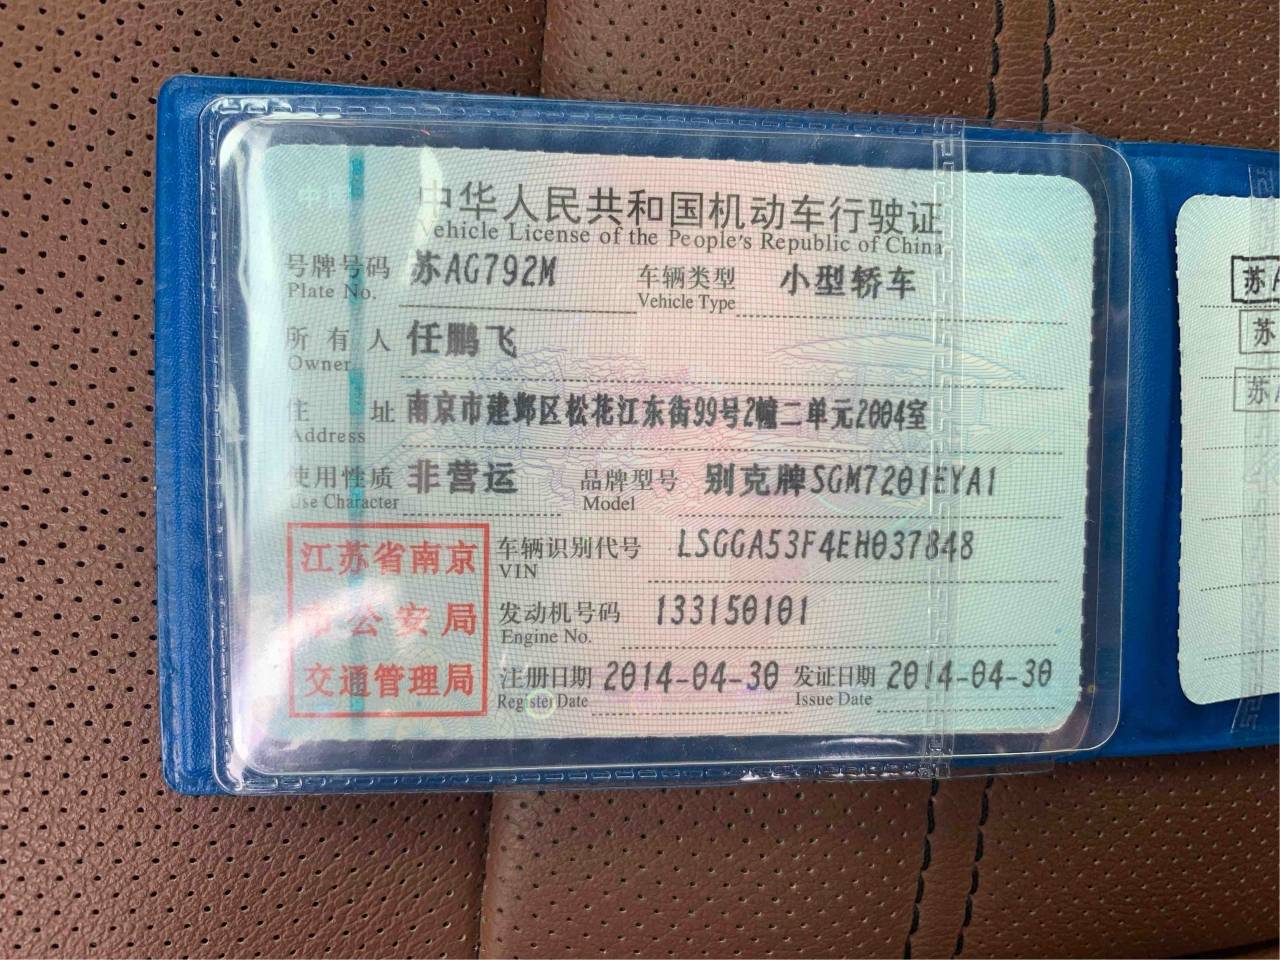 中华人民共和国机动车行驶证
Vehicle License of the People's Republic of China
号牌号码 苏AG792M 车辆类型 小型轿车
Plate No. Vehicle Type
所有人 任鹏飞
Owner
住址 南京市建邺区松花江东街99号2幢二单元2004室
Address
使用性质 非营运 品牌型号 别克牌SGM7201EYA1
Use Character Model
江苏省南京
市公安局
交通管理局
车辆识别代号 LSGGA53F4EH037848
VIN
发动机号码 133150101
Engine No.
注册日期 2014-04-30 发证日期 2014-04-30
Register Date Issue Date
苏A
苏
苏A